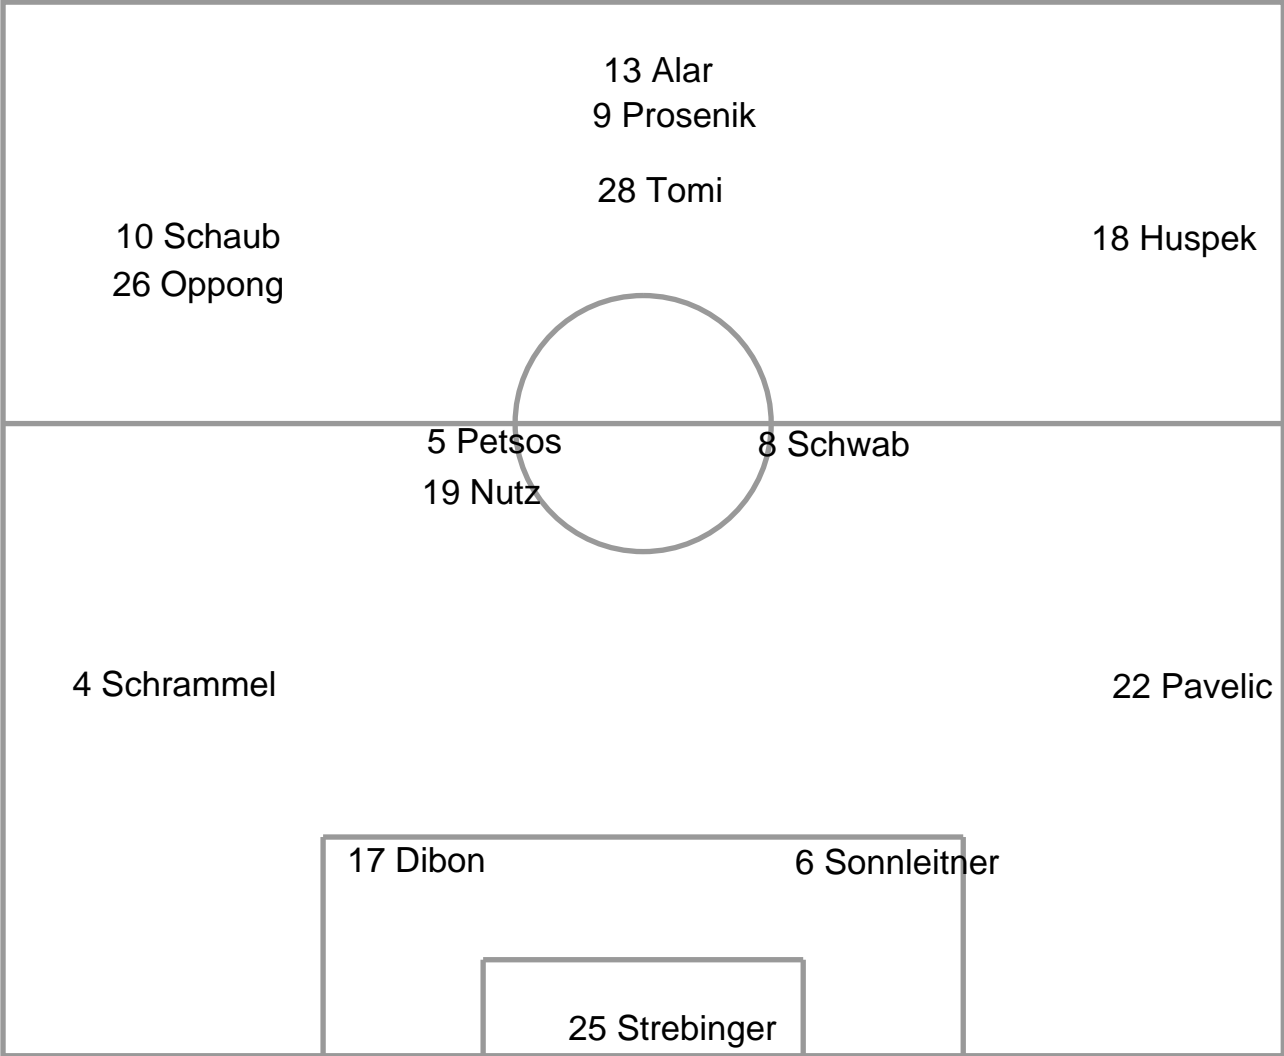 13 Alar
9 Prosenik
28 Tomi
10 Schaub
18 Huspek
26 Oppong
5 Petsos
8 Schwab
19 Nutz
4 Schrammel
22 Pavelic
17 Dibon
6 Sonnleitner
25 Strebinger